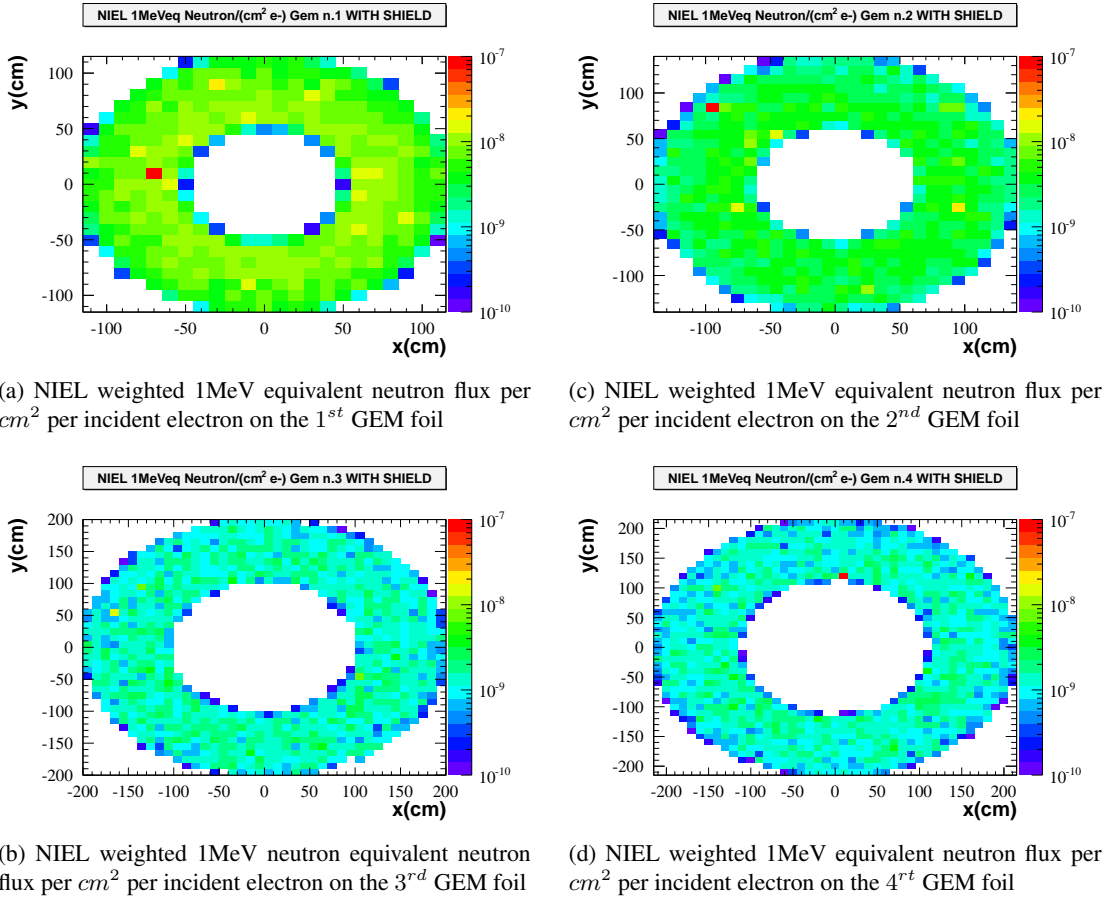 NIEL 1MeVeq Neutron/(cm² e-) Gem n.1 WITH SHIELD
y(cm)
100
50
0
-50
-100
-100 -50 0 50 100
x(cm)
10⁻⁷
10⁻⁸
10⁻⁹
10⁻¹⁰
(a) NIEL weighted 1MeV equivalent neutron flux per
cm² per incident electron on the 1ˢᵗ GEM foil
NIEL 1MeVeq Neutron/(cm² e-) Gem n.2 WITH SHIELD
y(cm)
100
50
0
-50
-100
-100 -50 0 50 100
x(cm)
10⁻⁷
10⁻⁸
10⁻⁹
10⁻¹⁰
(c) NIEL weighted 1MeV equivalent neutron flux per
cm² per incident electron on the 2ⁿᵈ GEM foil
NIEL 1MeVeq Neutron/(cm² e-) Gem n.3 WITH SHIELD
y(cm)
200
150
100
50
0
-50
-100
-150
-200
-200 -150 -100 -50 0 50 100 150 200
x(cm)
10⁻⁷
10⁻⁸
10⁻⁹
10⁻¹⁰
(b) NIEL weighted 1MeV neutron equivalent neutron
flux per cm² per incident electron on the 3ʳᵈ GEM foil
NIEL 1MeVeq Neutron/(cm² e-) Gem n.4 WITH SHIELD
y(cm)
200
150
100
50
0
-50
-100
-150
-200
-200 -150 -100 -50 0 50 100 150 200
x(cm)
10⁻⁷
10⁻⁸
10⁻⁹
10⁻¹⁰
(d) NIEL weighted 1MeV equivalent neutron flux per
cm² per incident electron on the 4ʳᵗ GEM foil